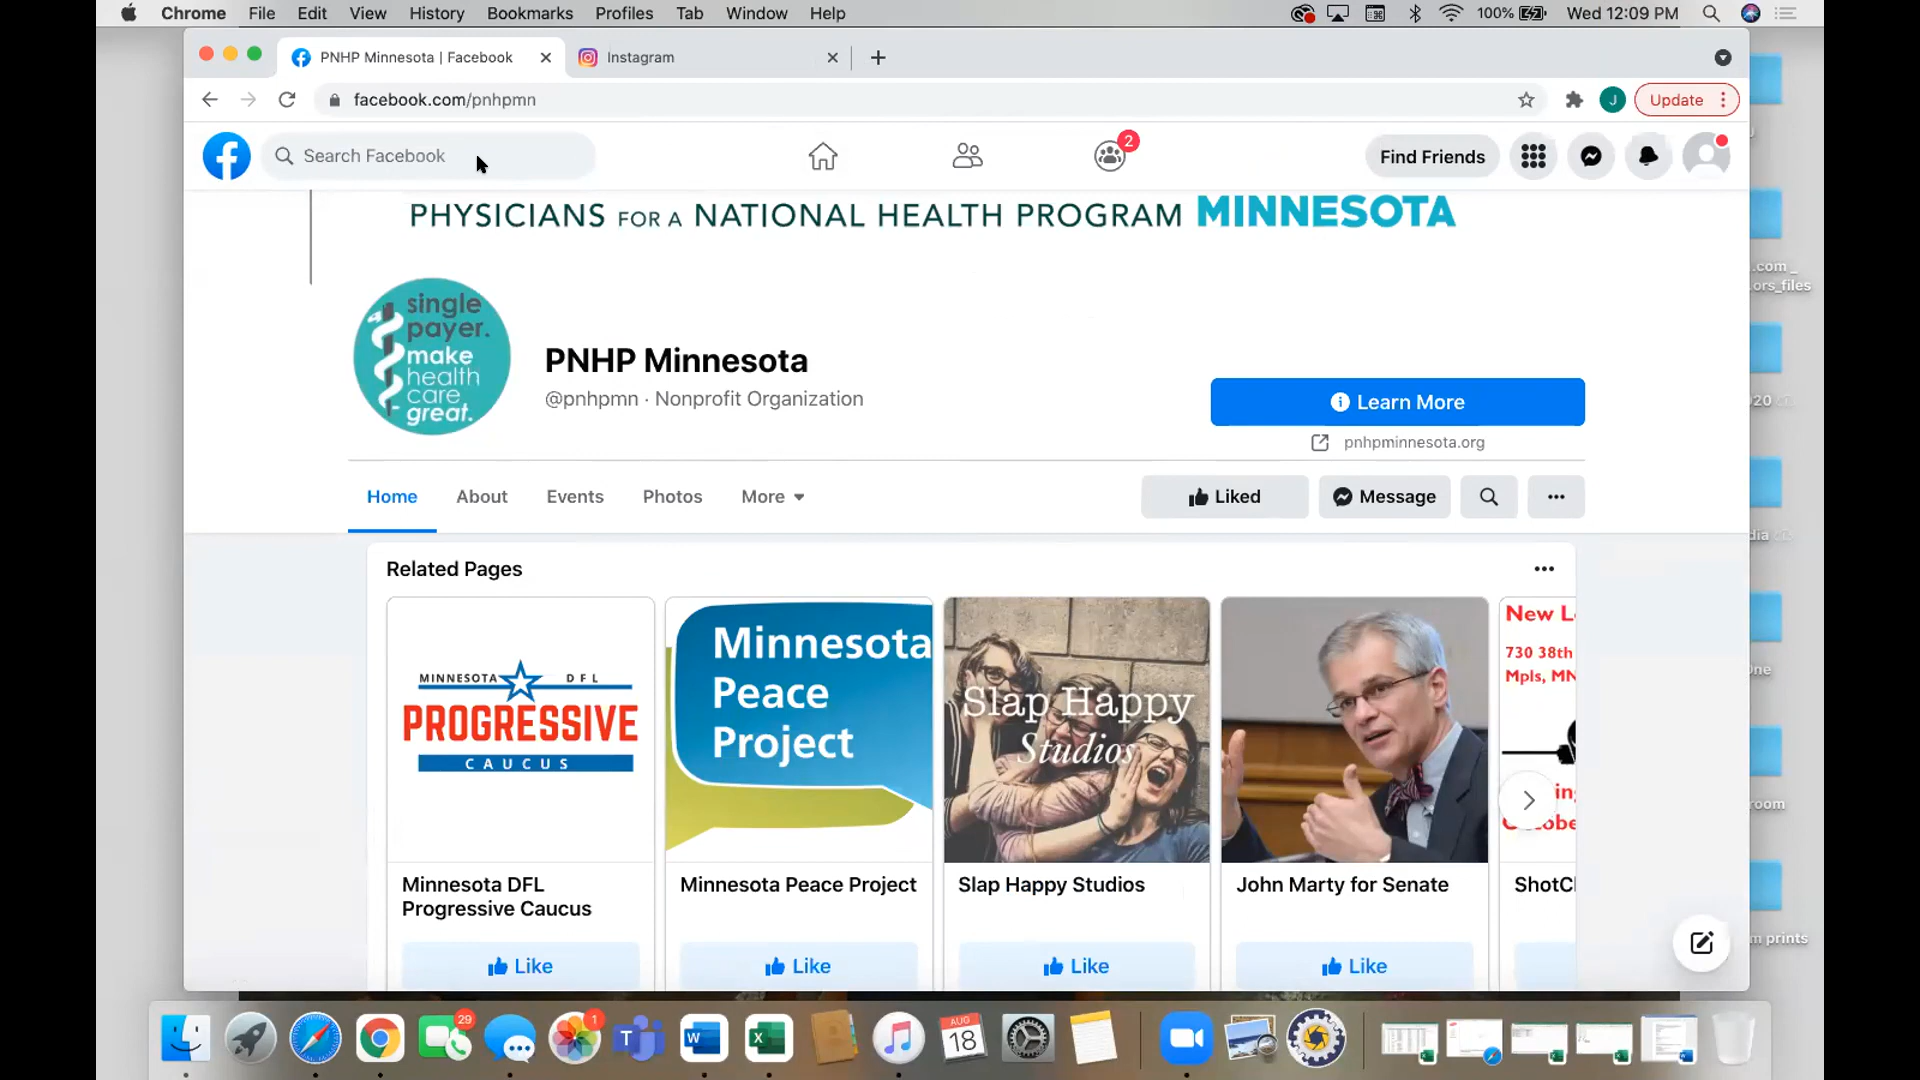 Chrome File Edit View History Bookmarks Profiles Tab Window Help 100% Wed 12:09 PM
PNHP Minnesota | Facebook Instagram
facebook.com/pnhpmn J Update
Search Facebook 2 Find Friends
PHYSICIANS FOR A NATIONAL HEALTH PROGRAM MINNESOTA
single
payer.
make
health
care
great.
PNHP Minnesota
@pnhpmn · Nonprofit Organization
Learn More
pnhpminnesota.org
Home About Events Photos More Liked Message
Related Pages
MINNESOTA DFL
PROGRESSIVE
CAUCUS
Minnesota
Peace
Project
Slap Happy
Studios
New L
730 38th
Mpls, MN
Minnesota DFL
Progressive Caucus
Minnesota Peace Project
Slap Happy Studios
John Marty for Senate
ShotCl
Like Like Like Like
.com_
ors_files
room
m prints
29 1
AUG
18
W X